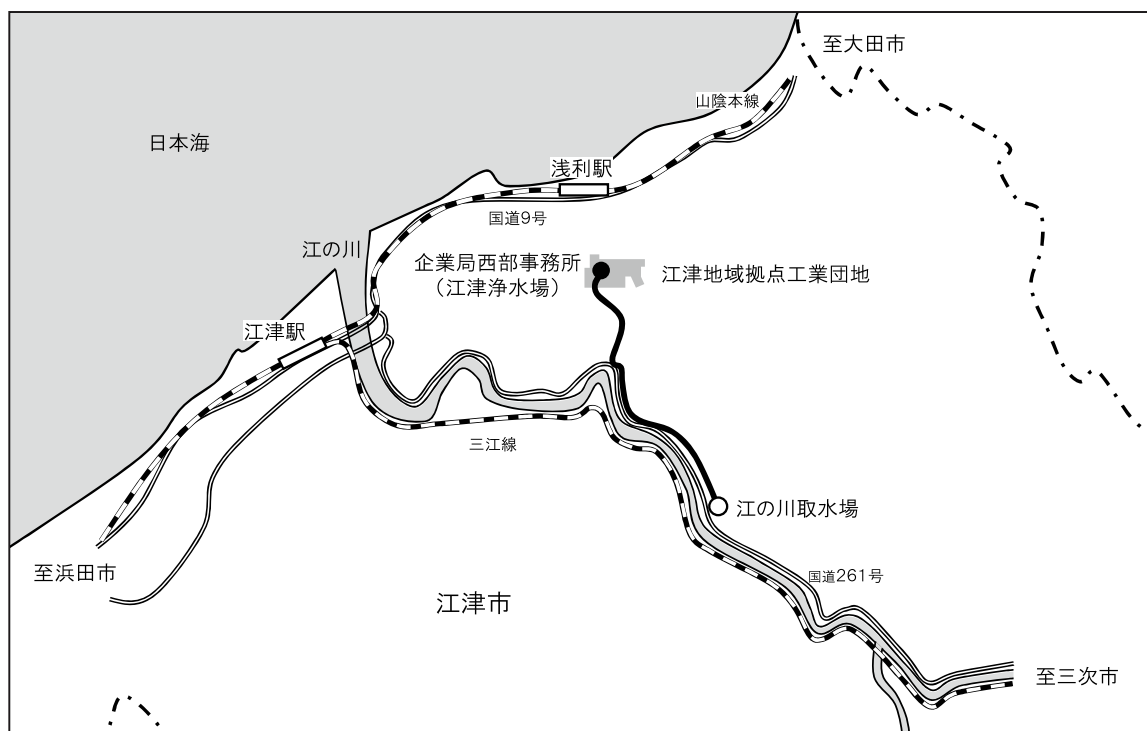 至大田市
山陰本線
日本海
浅利駅
国道9号
江の川
企業局西部事務所
（江津浄水場）
江津地域拠点工業団地
江津駅
三江線
江の川取水場
至浜田市
国道261号
江津市
至三次市